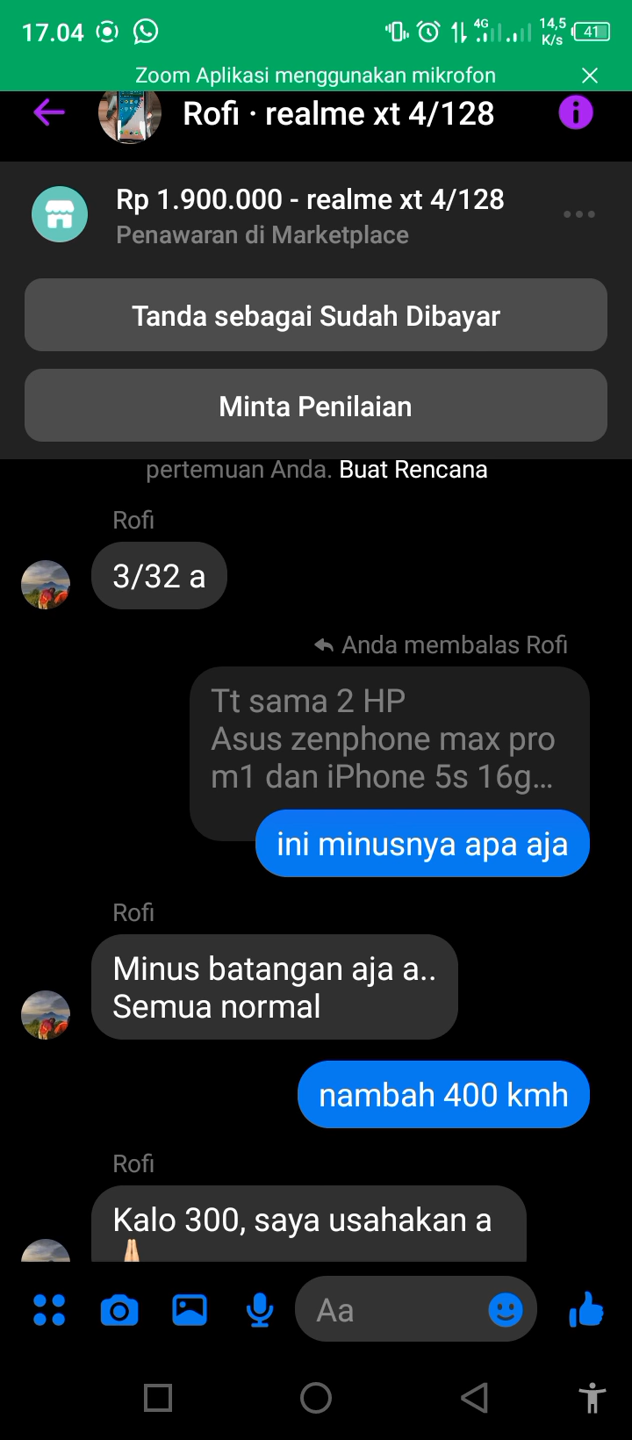 17.04
4G
14,5
K/s
41
Zoom Aplikasi menggunakan mikrofon
Rofi · realme xt 4/128
Rp 1.900.000 - realme xt 4/128
Penawaran di Marketplace
Tanda sebagai Sudah Dibayar
Minta Penilaian
pertemuan Anda. Buat Rencana
Rofi
3/32 a
Anda membalas Rofi
Tt sama 2 HP
Asus zenphone max pro
m1 dan iPhone 5s 16g...
ini minusnya apa aja
Rofi
Minus batangan aja a..
Semua normal
nambah 400 kmh
Rofi
Kalo 300, saya usahakan a
Aa